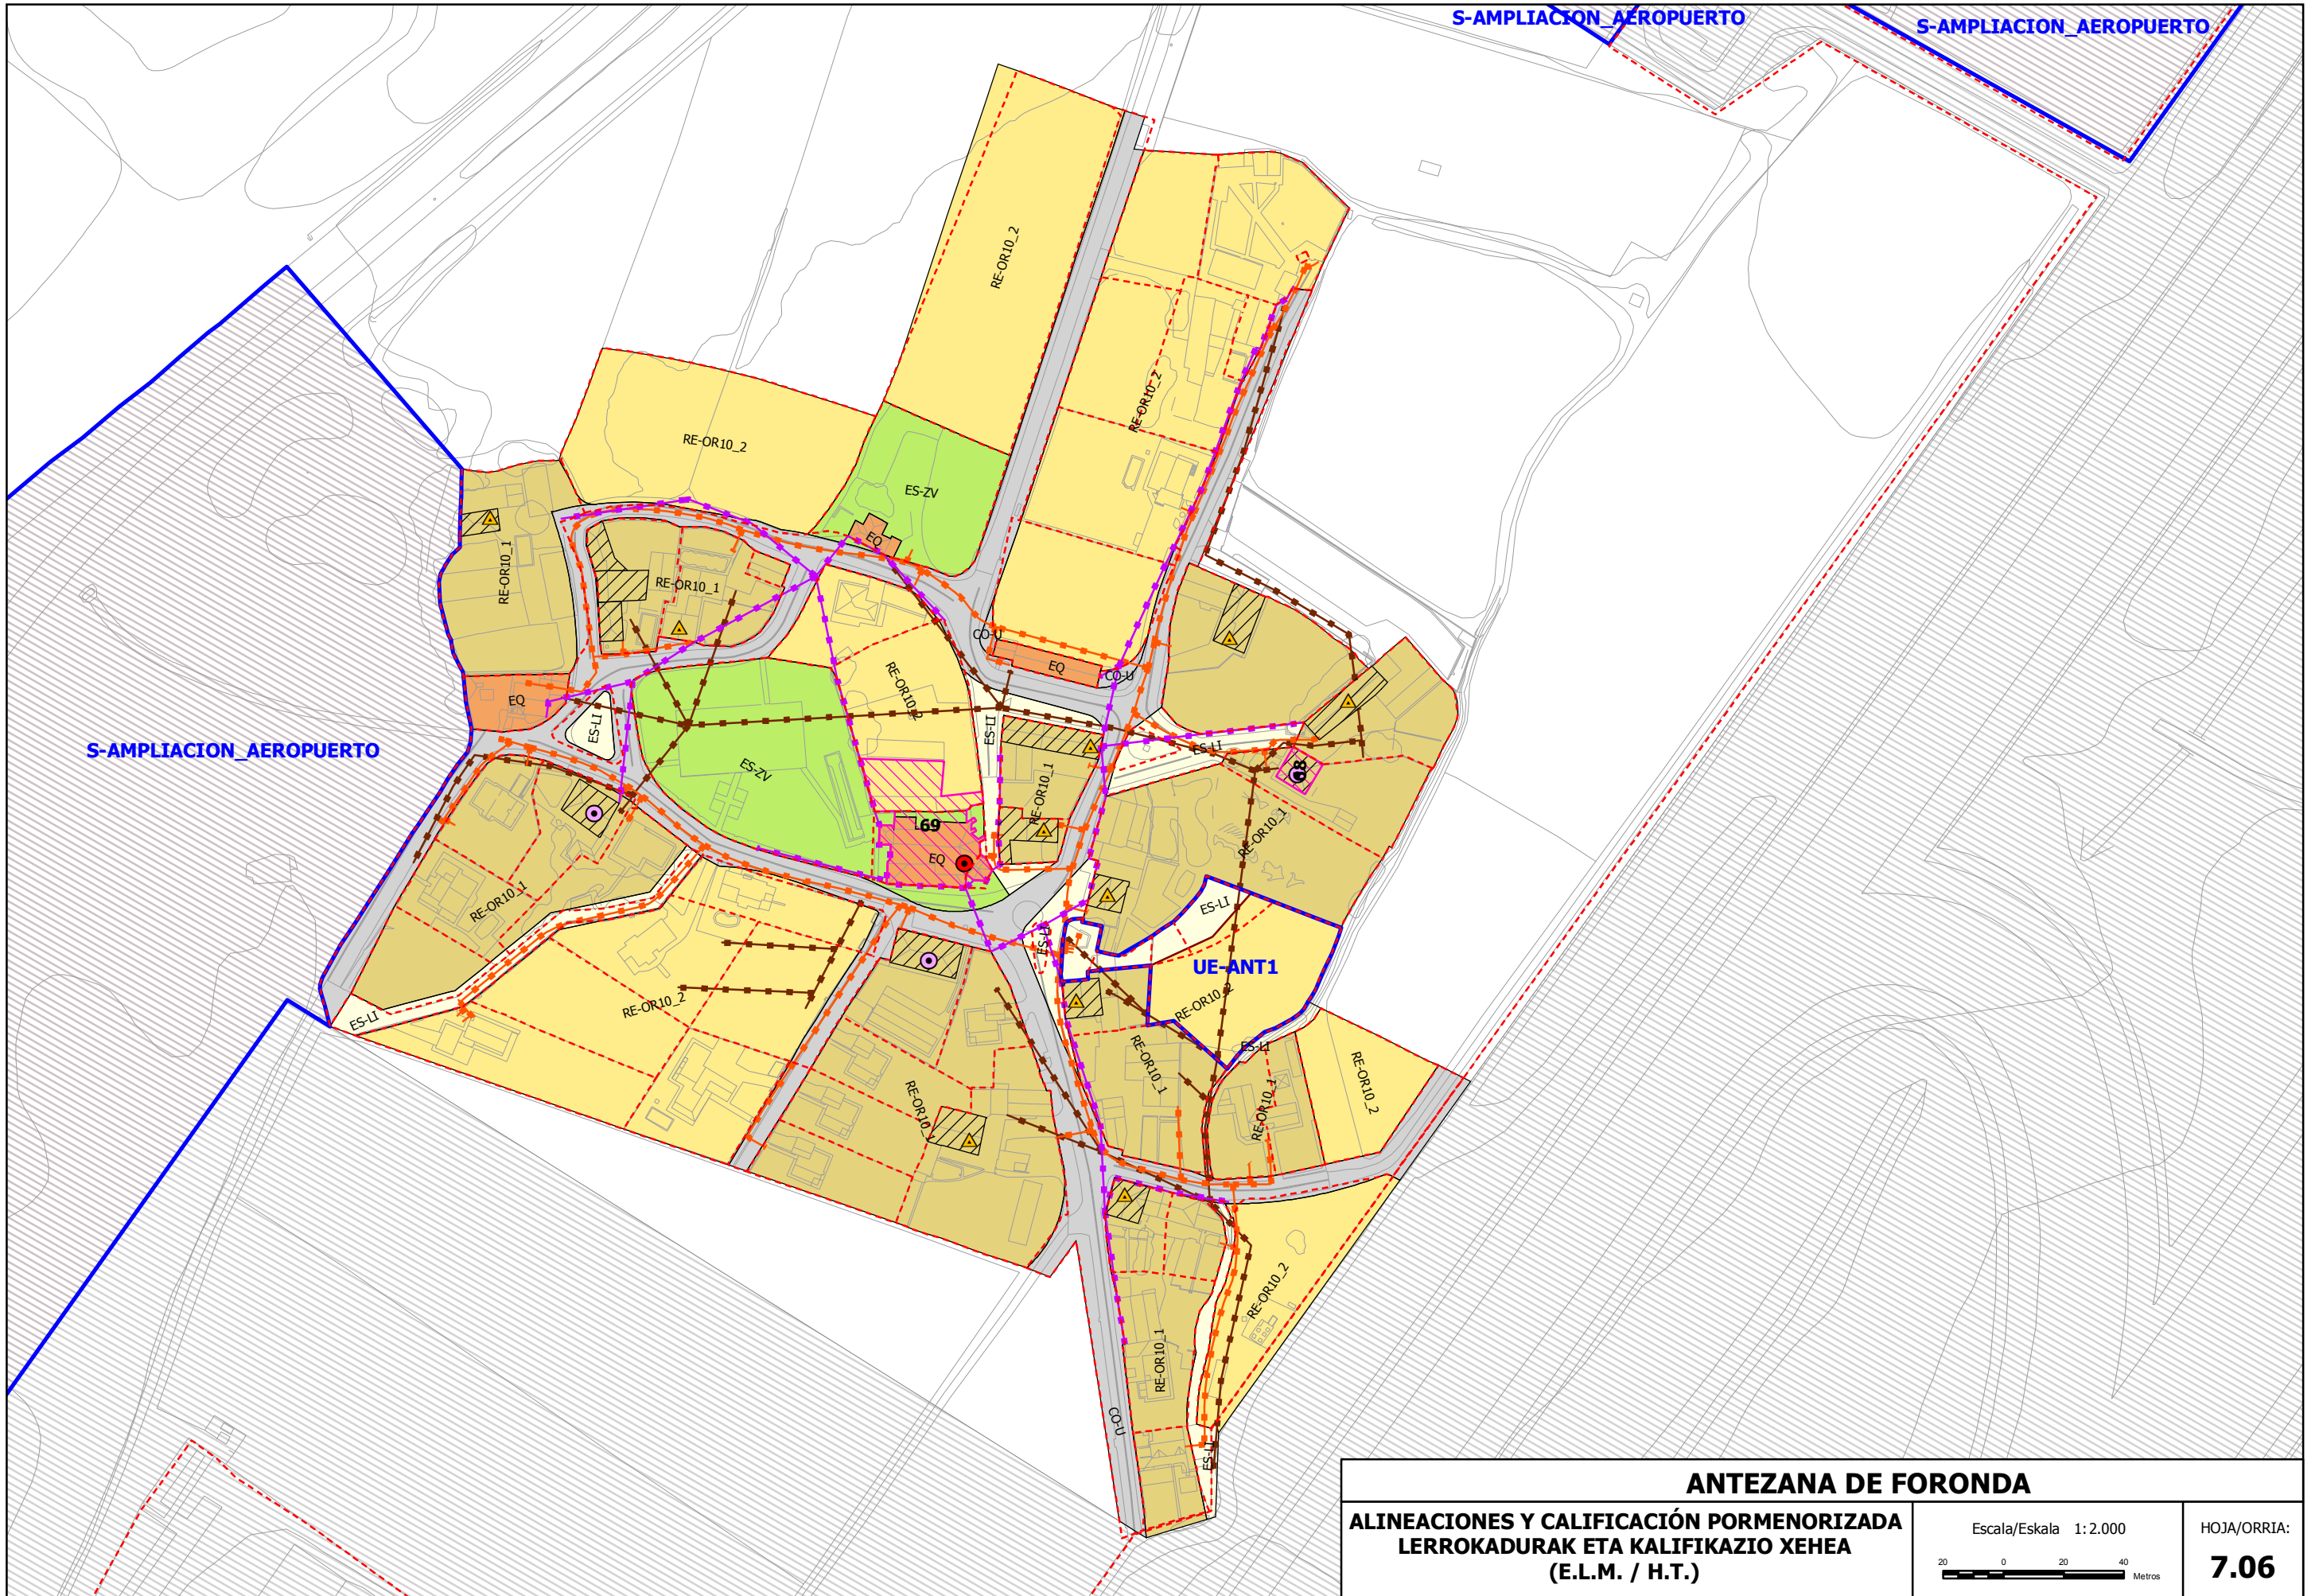 S-AMPLIACION_AEROPUERTO
S-AMPLIACION_AEROPUERTO
RE-OR10_2
RE-OR10_2
RE-OR10_2
ES-ZV
EQ
RE-OR10_1
RE-OR10_1
CO-U
EQ
CO-U
RE-OR10_2
EQ
ES-LI
ES-LI
ES-LI
S-AMPLIACION_AEROPUERTO
ES-ZV
68
RE-OR10_1
69
EQ
RE-OR10_1
RE-OR10_1
ES-LI
ES-LI
UE-ANT1
RE-OR10_2
RE-OR10_2
ES-LI
ES-LI
RE-OR10_1
RE-OR10_2
RE-OR10_1
RE-OR10_1
RE-OR10_2
RE-OR10_1
CO-U
ES-LI
ANTEZANA DE FORONDA
ALINEACIONES Y CALIFICACIÓN PORMENORIZADA
LERROKADURAK ETA KALIFIKAZIO XEHEA
(E.L.M. / H.T.)
Escala/Eskala 1:2.000
20 0 20 40
Metros
HOJA/ORRIA:
7.06